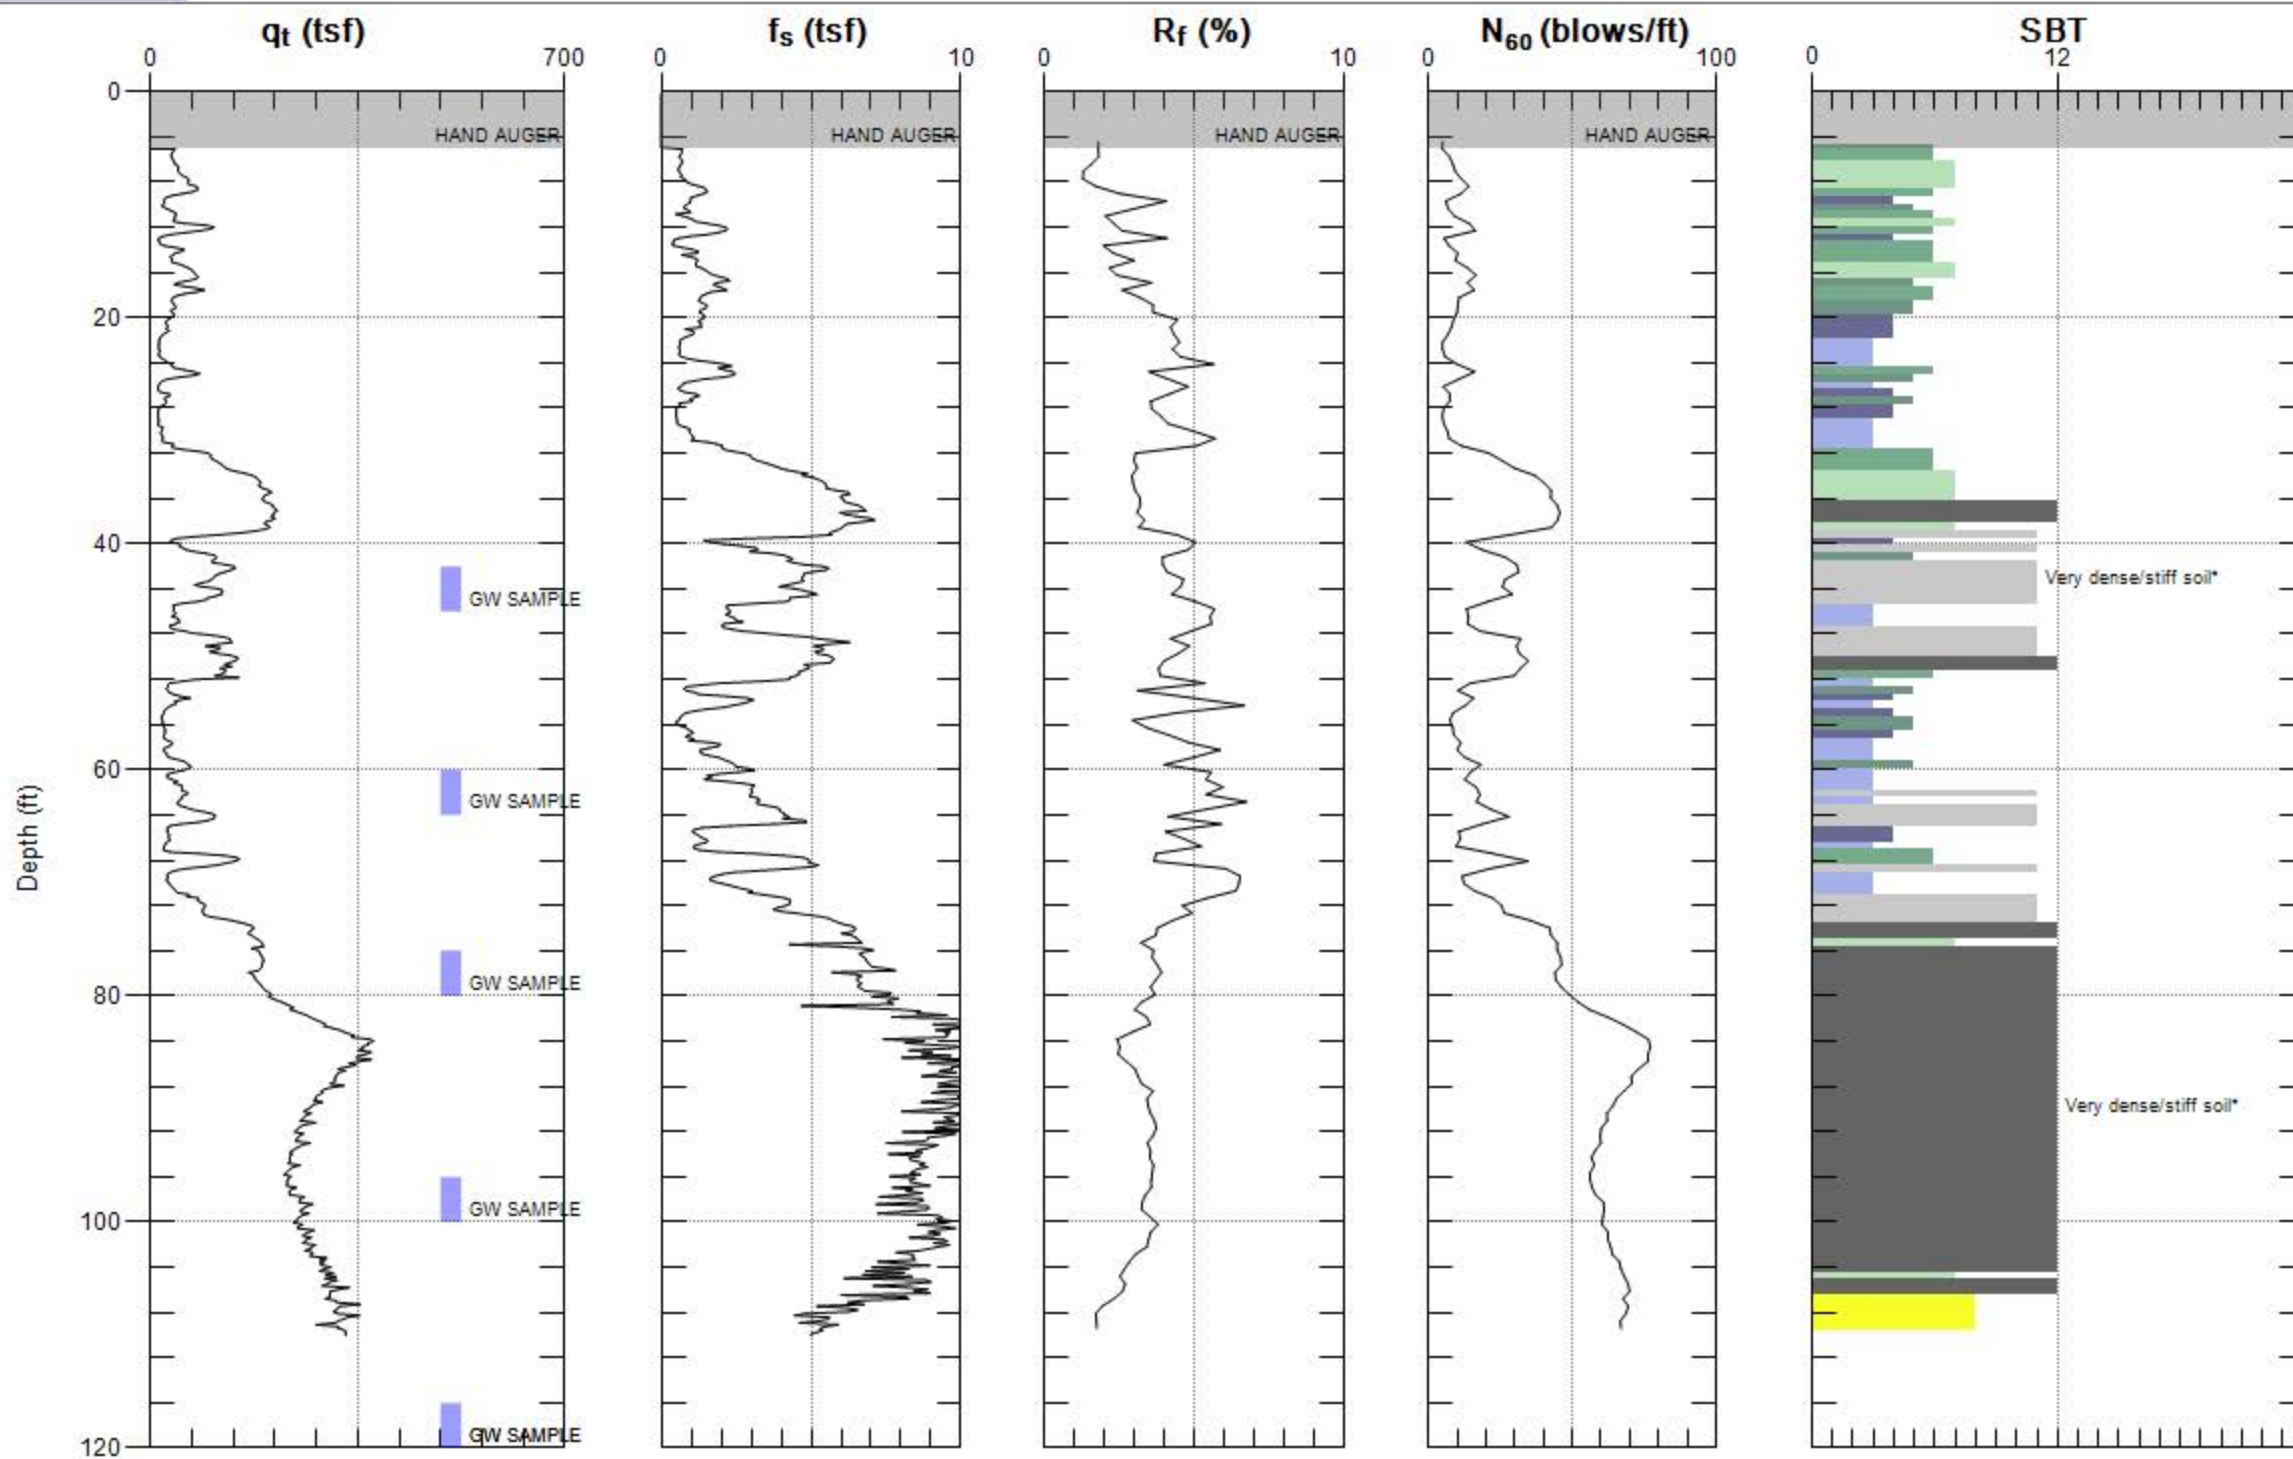 qt (tsf) fs (tsf) Rf (%) N60 (blows/ft) SBT
0 700 0 10 0 10 0 100 0 12
0
HAND AUGER HAND AUGER HAND AUGER HAND AUGER
20
40
Very dense/stiff soil*
GW SAMPLE
60
GW SAMPLE
Depth (ft)
GW SAMPLE
80
Very dense/stiff soil*
GW SAMPLE
100
GW SAMPLE
120